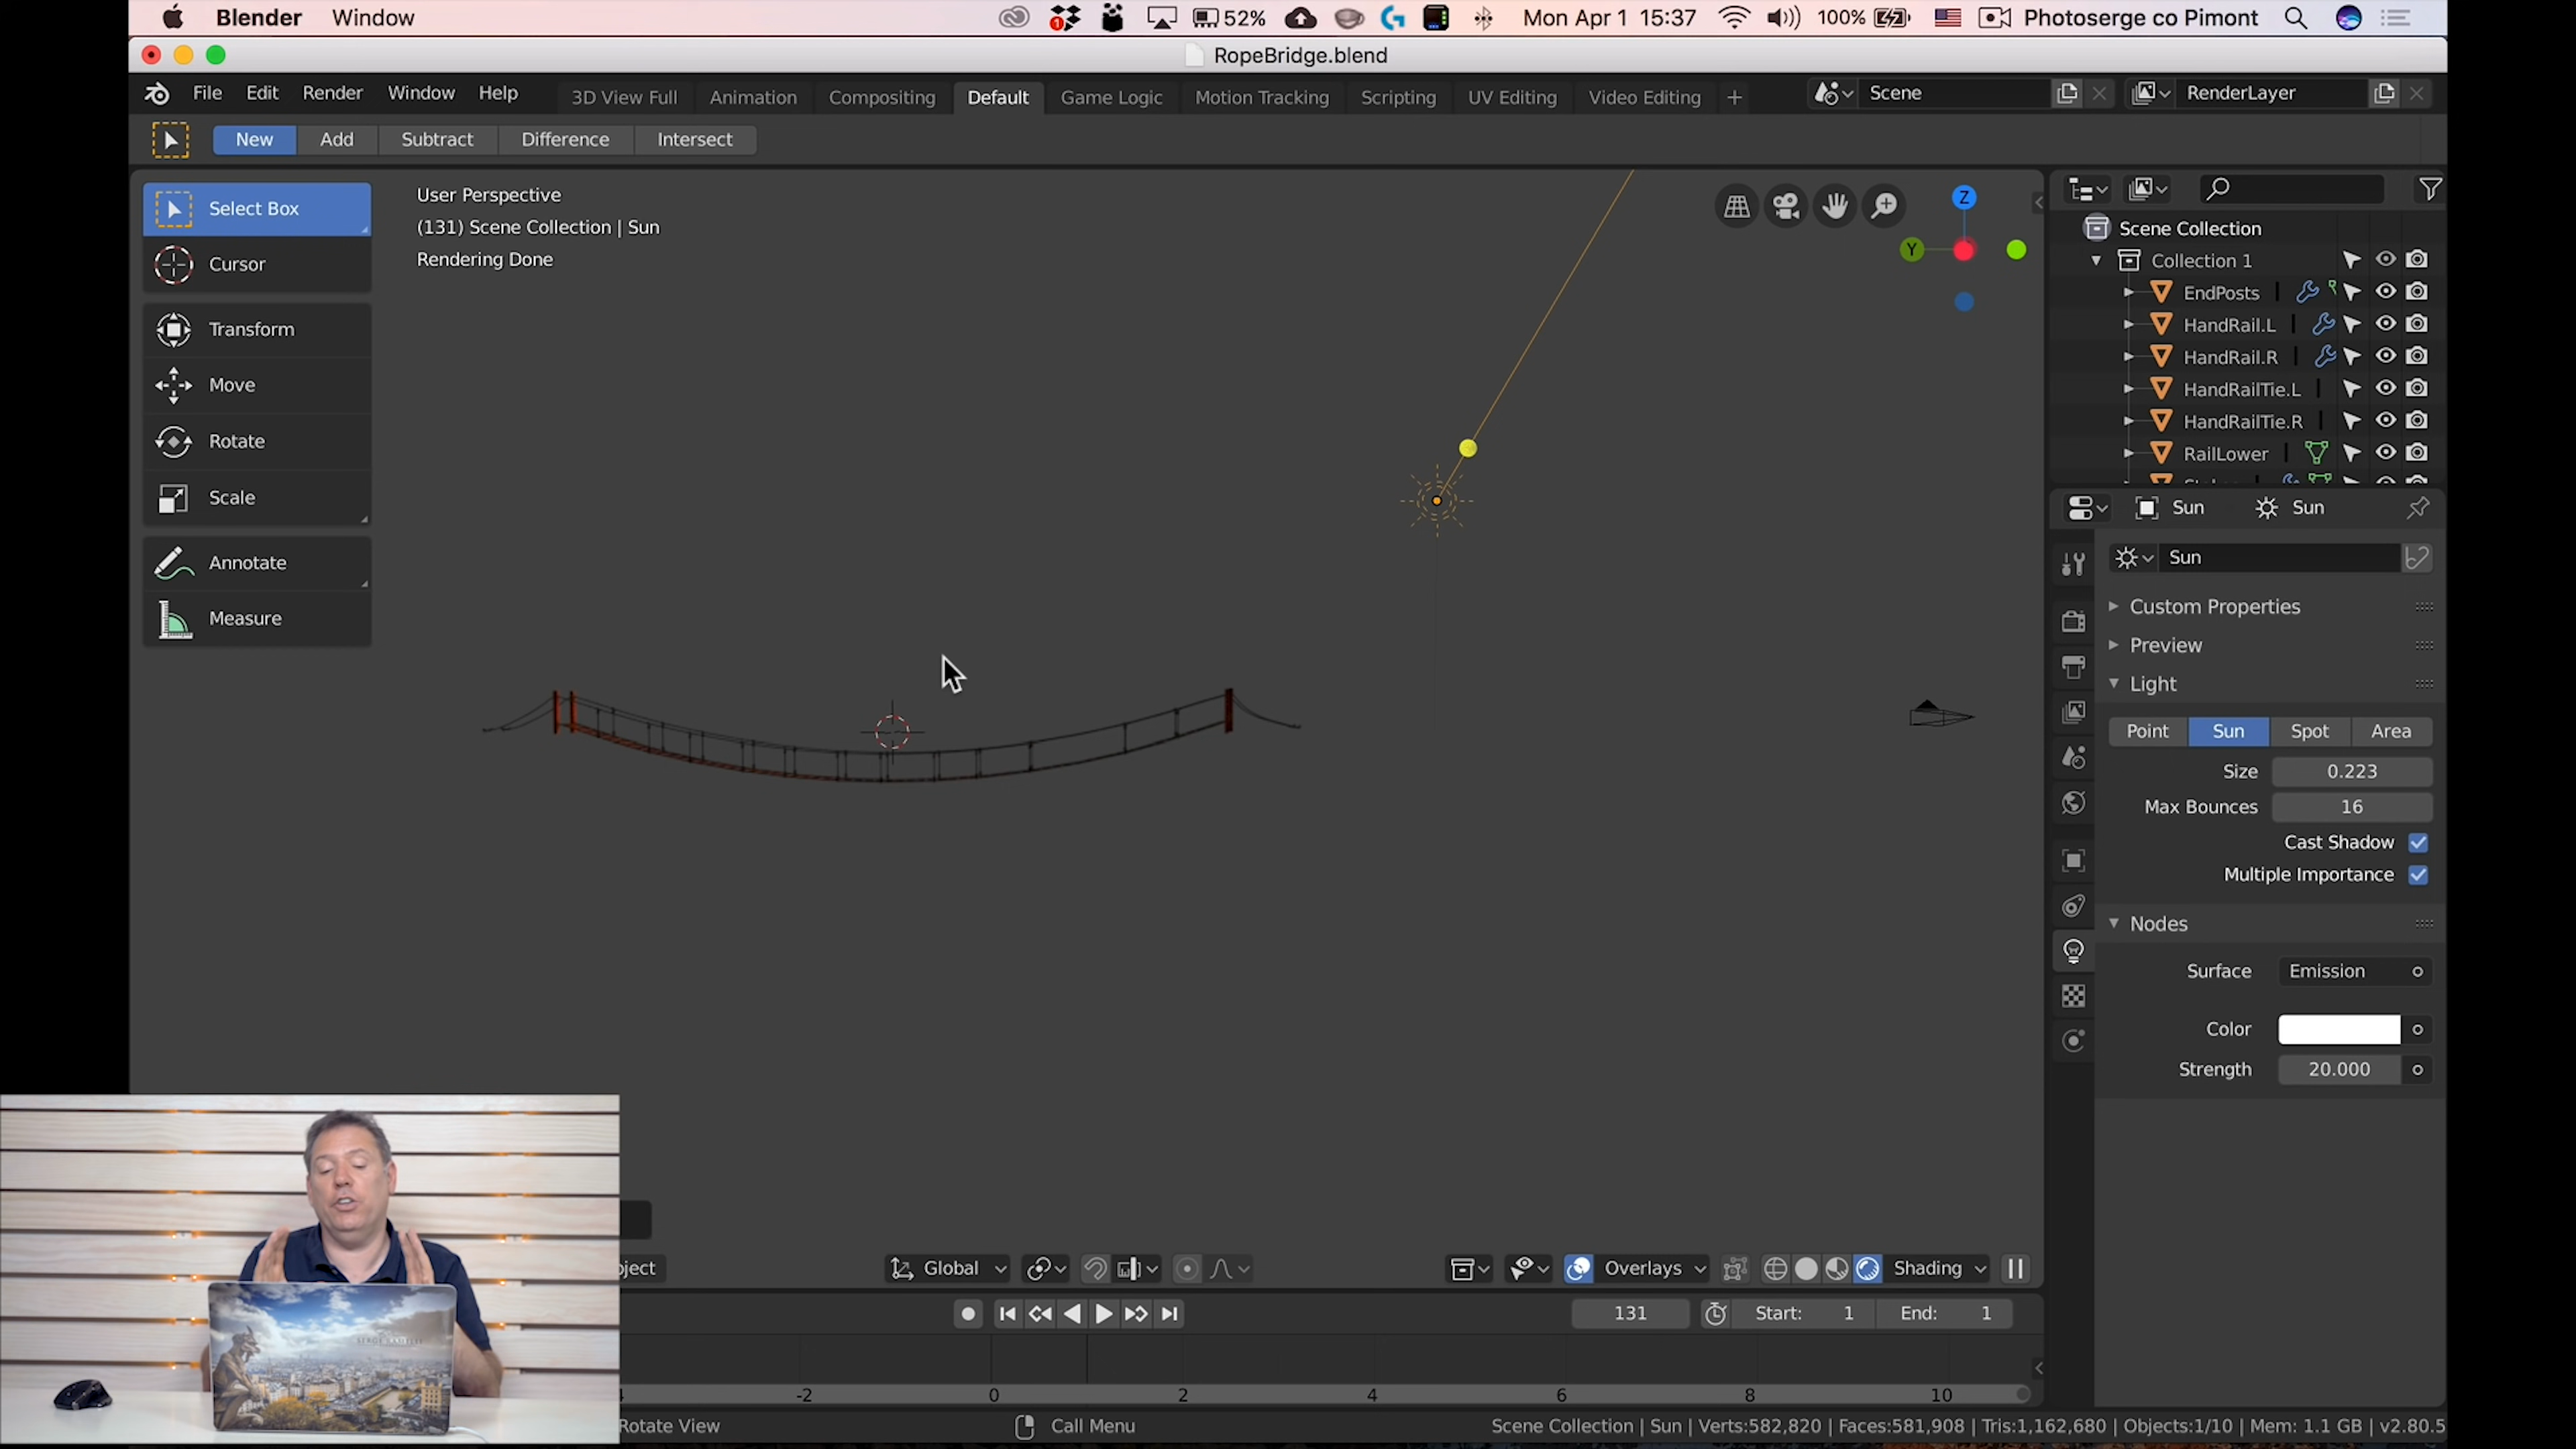 Blender Window 52% Mon Apr 1 15:37 100% Photoserge co Pimont
RopeBridge.blend
File Edit Render Window Help 3D View Full Animation Compositing Default Game Logic Motion Tracking Scripting UV Editing Video Editing + Scene RenderLayer
New Add Subtract Difference Intersect
Select Box
Cursor
Transform
Move
Rotate
Scale
Annotate
Measure
User Perspective
(131) Scene Collection | Sun
Rendering Done
Z
Y
Scene Collection
Collection 1
EndPosts
HandRail.L
HandRail.R
HandRailTie.L
HandRailTie.R
RailLower
Sun Sun
Sun
Custom Properties
Preview
Light
Point Sun Spot Area
Size 0.223
Max Bounces 16
Cast Shadow
Multiple Importance
Nodes
Surface Emission
Color
Strength 20.000
ject Global Overlays Shading
131 Start: 1 End: 1
-2 0 2 4 6 8 10
Rotate View Call Menu Scene Collection | Sun | Verts:582,820 | Faces:581,908 | Tris:1,162,680 | Objects:1/10 | Mem: 1.1 GB | v2.80.5